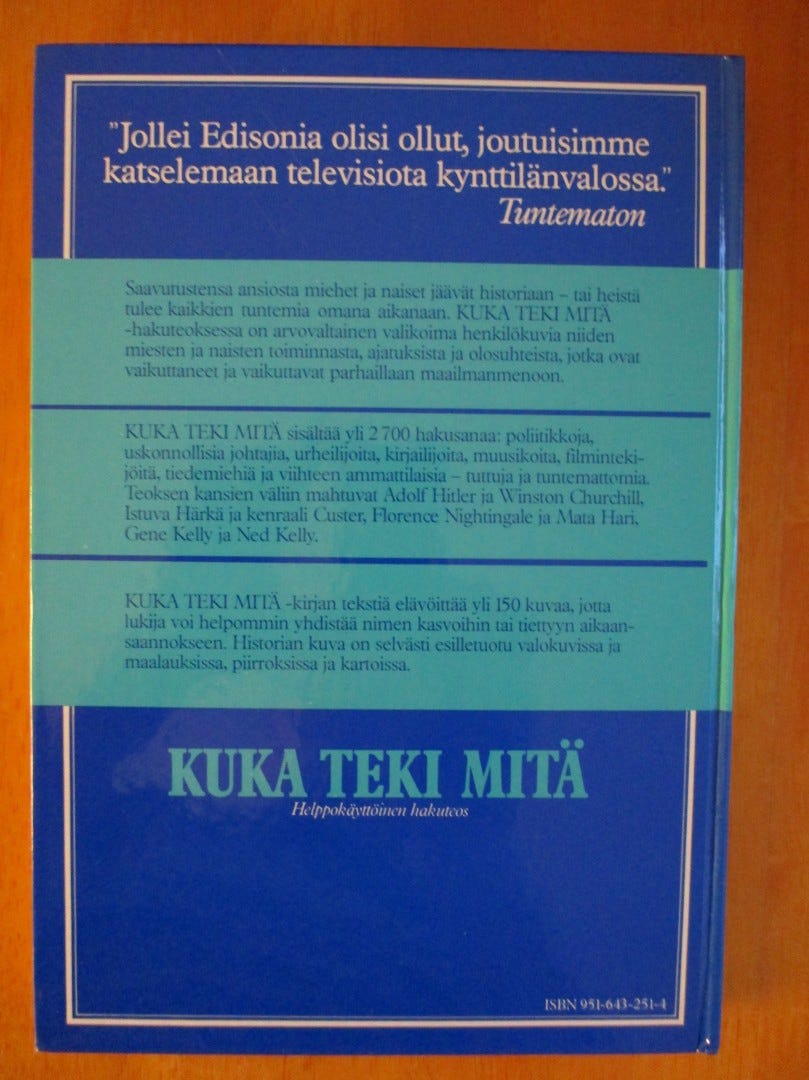 "Jollei Edisonia olisi ollut, joutuisimme
katselemaan televisiota kynttilänvalossa."
Tuntematon
Saavutustensa ansiosta miehet ja naiset jäävät historiaan – tai heistä
tulee kaikkien tuntemia omana aikanaan. KUKA TEKI MITÄ
-hakuteoksessa on arvovaltainen valikoima henkilökuvia niiden
miesten ja naisten toiminnasta, ajatuksista ja olosuhteista, jotka ovat
vaikuttaneet ja vaikuttavat parhaillaan maailmanmenoon.
KUKA TEKI MITÄ sisältää yli 2 700 hakusanaa: poliitikkoja,
uskonnollisia johtajia, urheilijoita, kirjailijoita, muusikoita, filminteki-
jöitä, tiedemiehiä ja viihteen ammattilaisia – tuttuja ja tuntemattomia.
Teoksen kansien väliin mahtuvat Adolf Hitler ja Winston Churchill,
Istuva Härkä ja kenraali Custer, Florence Nightingale ja Mata Hari,
Gene Kelly ja Ned Kelly.
KUKA TEKI MITÄ -kirjan tekstiä elävöittää yli 150 kuvaa, jotta
lukija voi helpommin yhdistää nimen kasvoihin tai tiettyyn aikaan-
saannokseen. Historian kuva on selvästi esilletuotu valokuvissa ja
maalauksissa, piirroksissa ja kartoissa.
KUKA TEKI MITÄ
Helppokäyttöinen hakuteos
ISBN 951-643-251-4